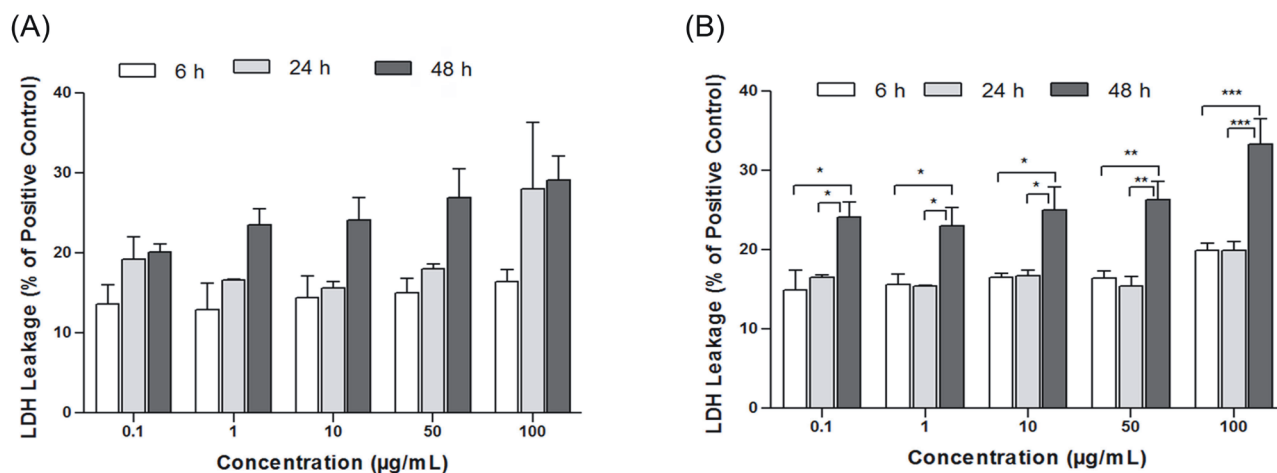 (A)
6 h 24 h 48 h
LDH Leakage (% of Positive Control)
40
30
20
10
0
0.1 1 10 50 100
Concentration (µg/mL)
(B)
6 h 24 h 48 h
LDH Leakage (% of Positive Control)
40
30
20
10
0
* * * ** ***
* * * ** ***
0.1 1 10 50 100
Concentration (µg/mL)